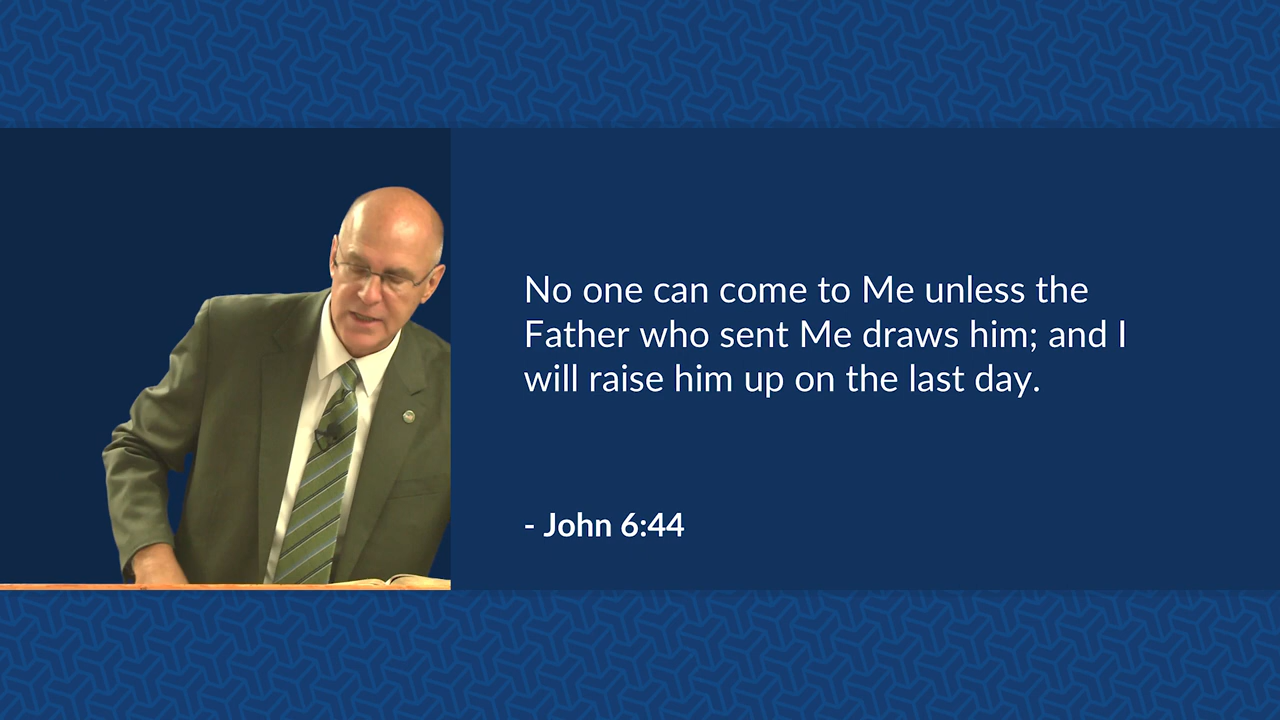 No one can come to Me unless the
Father who sent Me draws him; and I
will raise him up on the last day.
- John 6:44